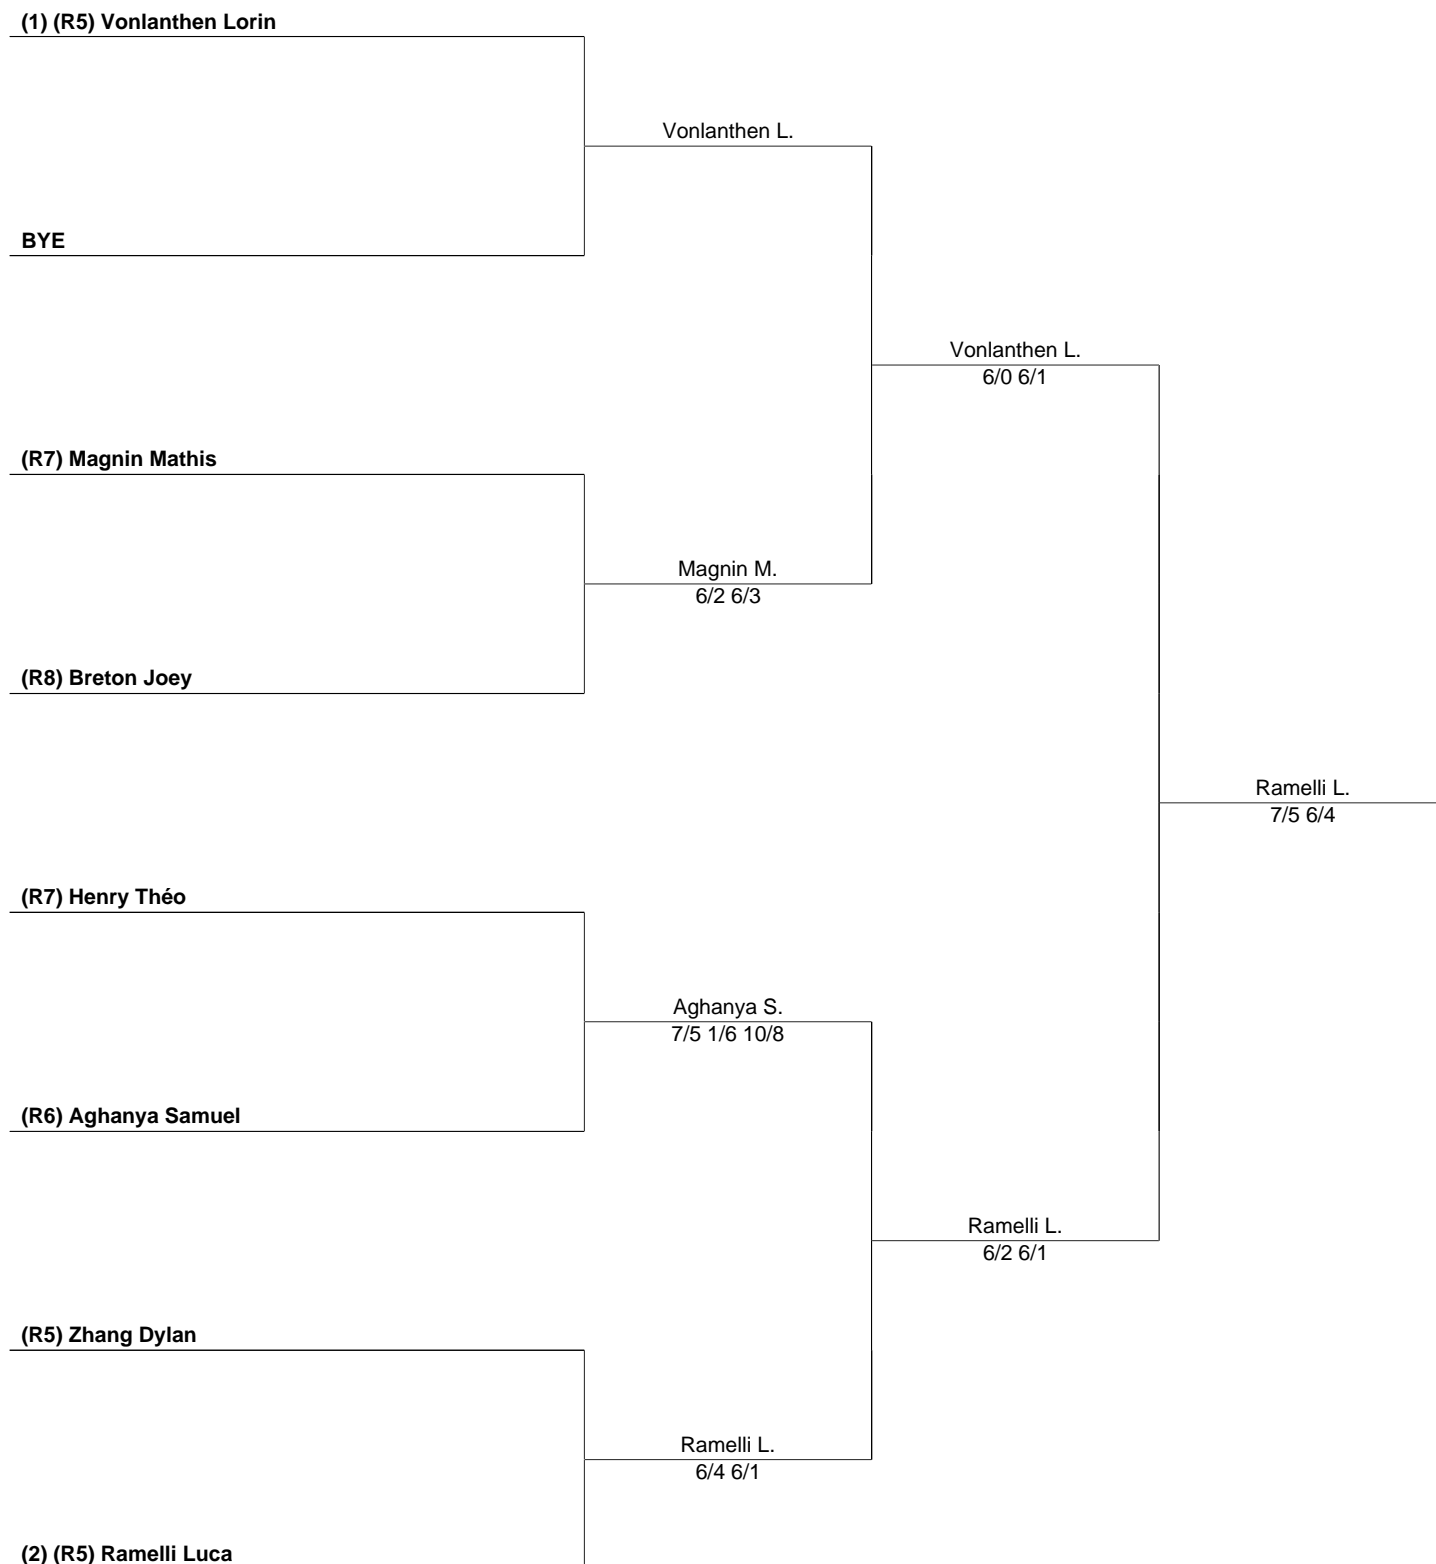 (1) (R5) Vonlanthen Lorin
Vonlanthen L.
BYE
Vonlanthen L.
6/0 6/1
(R7) Magnin Mathis
Magnin M.
6/2 6/3
(R8) Breton Joey
Ramelli L.
7/5 6/4
(R7) Henry Théo
Aghanya S.
7/5 1/6 10/8
(R6) Aghanya Samuel
Ramelli L.
6/2 6/1
(R5) Zhang Dylan
Ramelli L.
6/4 6/1
(2) (R5) Ramelli Luca